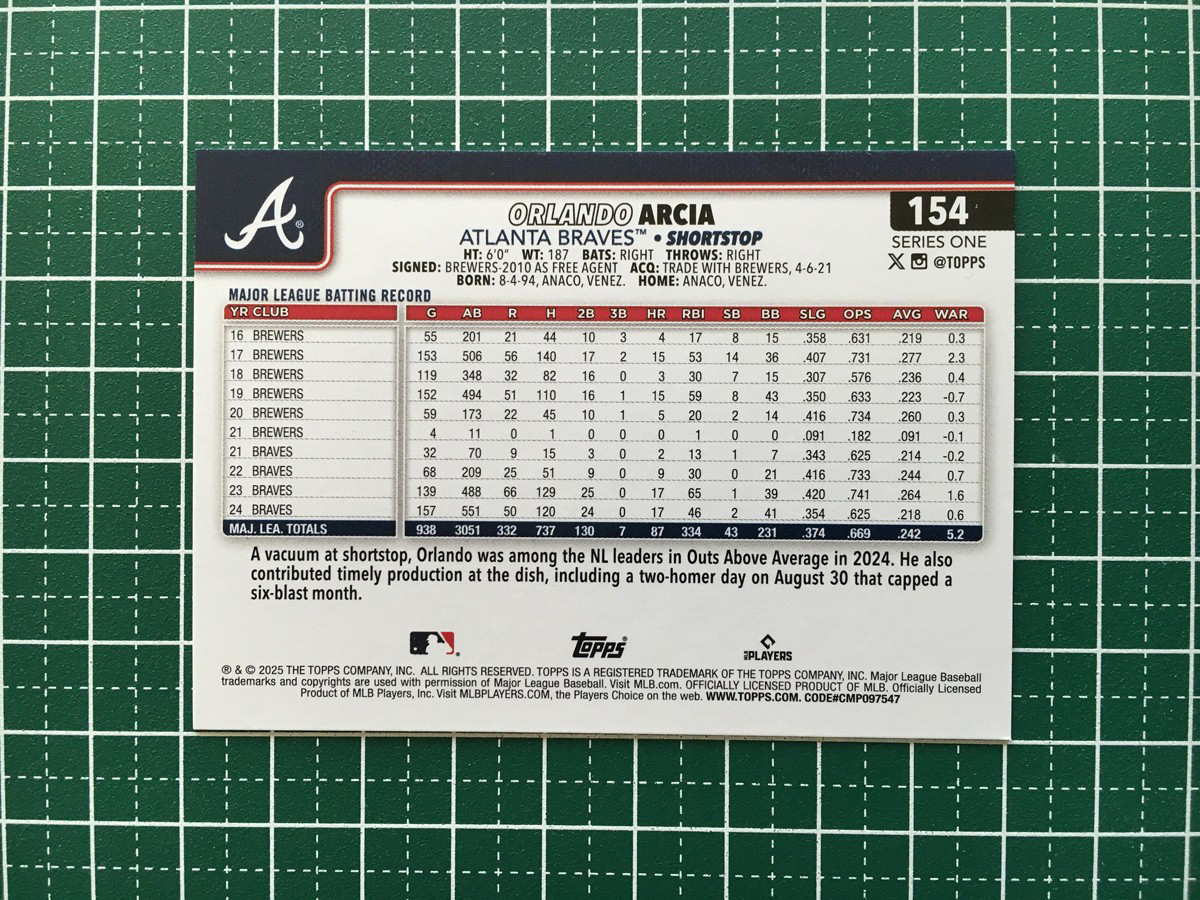 A®
154
ORLANDO ARCIA
SERIES ONE
ATLANTA BRAVES™ • SHORTSTOP
X @TOPPS
HT: 6'0" WT: 187 BATS: RIGHT THROWS: RIGHT
SIGNED: BREWERS-2010 AS FREE AGENT ACQ: TRADE WITH BREWERS, 4-6-21
BORN: 8-4-94, ANACO, VENEZ. HOME: ANACO, VENEZ.
MAJOR LEAGUE BATTING RECORD
YR CLUB G AB R H 2B 3B HR RBI SB BB SLG OPS AVG WAR
16 BREWERS 55 201 21 44 10 3 4 17 8 15 .358 .631 .219 0.3
17 BREWERS 153 506 56 140 17 2 15 53 14 36 .407 .731 .277 2.3
18 BREWERS 119 348 32 82 16 0 3 30 7 15 .307 .576 .236 0.4
19 BREWERS 152 494 51 110 16 1 15 59 8 43 .350 .633 .223 -0.7
20 BREWERS 59 173 22 45 10 1 5 20 2 14 .416 .734 .260 0.3
21 BREWERS 4 11 0 1 0 0 0 1 0 0 .091 .182 .091 -0.1
21 BRAVES 32 70 9 15 3 0 2 13 1 7 .343 .625 .214 -0.2
22 BRAVES 68 209 25 51 9 0 9 30 0 21 .416 .733 .244 0.7
23 BRAVES 139 488 66 129 25 0 17 65 1 39 .420 .741 .264 1.6
24 BRAVES 157 551 50 120 24 0 17 46 2 41 .354 .625 .218 0.6
MAJ. LEA. TOTALS 938 3051 332 737 130 7 87 334 43 231 .374 .669 .242 5.2
A vacuum at shortstop, Orlando was among the NL leaders in Outs Above Average in 2024. He also
contributed timely production at the dish, including a two-homer day on August 30 that capped a
six-blast month.
topps® MLB PLAYERS
® & © 2025 THE TOPPS COMPANY, INC. ALL RIGHTS RESERVED. TOPPS IS A REGISTERED TRADEMARK OF THE TOPPS COMPANY, INC. Major League Baseball
trademarks and copyrights are used with permission of Major League Baseball. Visit MLB.com. OFFICIALLY LICENSED PRODUCT OF MLB. Officially Licensed
Product of MLB Players, Inc. Visit MLBPLAYERS.COM, the Players Choice on the web. WWW.TOPPS.COM. CODE#CMP097547